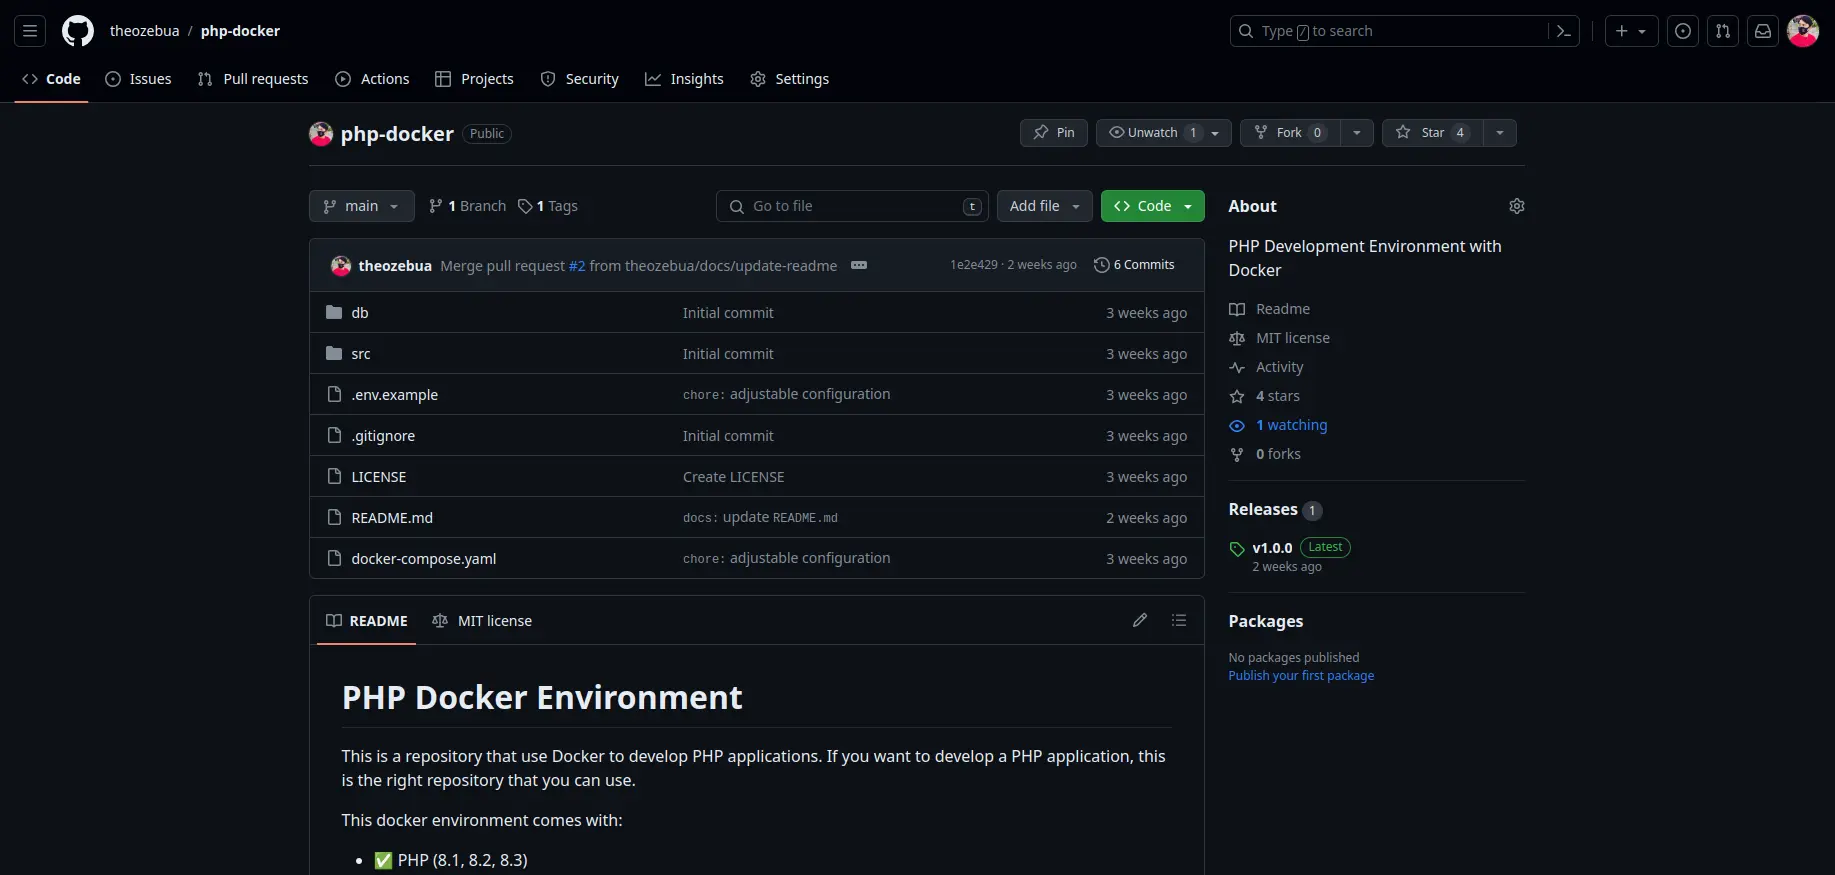 theozebua / php-docker
Type / to search
Code Issues Pull requests Actions Projects Security Insights Settings
php-docker Public
Pin Unwatch 1 Fork 0 Star 4
main 1 Branch 1 Tags
Go to file t Add file Code
theozebua Merge pull request #2 from theozebua/docs/update-readme 1e2e429 · 2 weeks ago 6 Commits
db Initial commit 3 weeks ago
src Initial commit 3 weeks ago
.env.example chore: adjustable configuration 3 weeks ago
.gitignore Initial commit 3 weeks ago
LICENSE Create LICENSE 3 weeks ago
README.md docs: update README.md 2 weeks ago
docker-compose.yaml chore: adjustable configuration 3 weeks ago
README MIT license
PHP Docker Environment
This is a repository that use Docker to develop PHP applications. If you want to develop a PHP application, this
is the right repository that you can use.
This docker environment comes with:
• ✅ PHP (8.1, 8.2, 8.3)
About
PHP Development Environment with
Docker
Readme
MIT license
Activity
4 stars
1 watching
0 forks
Releases 1
v1.0.0 Latest
2 weeks ago
Packages
No packages published
Publish your first package